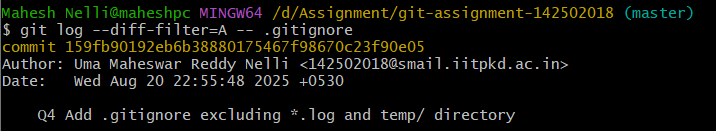 Mahesh Nelli@maheshpc MINGW64 /d/Assignment/git-assignment-142502018 (master)
$ git log --diff-filter=A -- .gitignore
commit 159fb90192eb6b38880175467f98670c23f90e05
Author: Uma Maheswar Reddy Nelli <142502018@smail.iitpkd.ac.in>
Date:   Wed Aug 20 22:55:48 2025 +0530
    Q4 Add .gitignore excluding *.log and temp/ directory